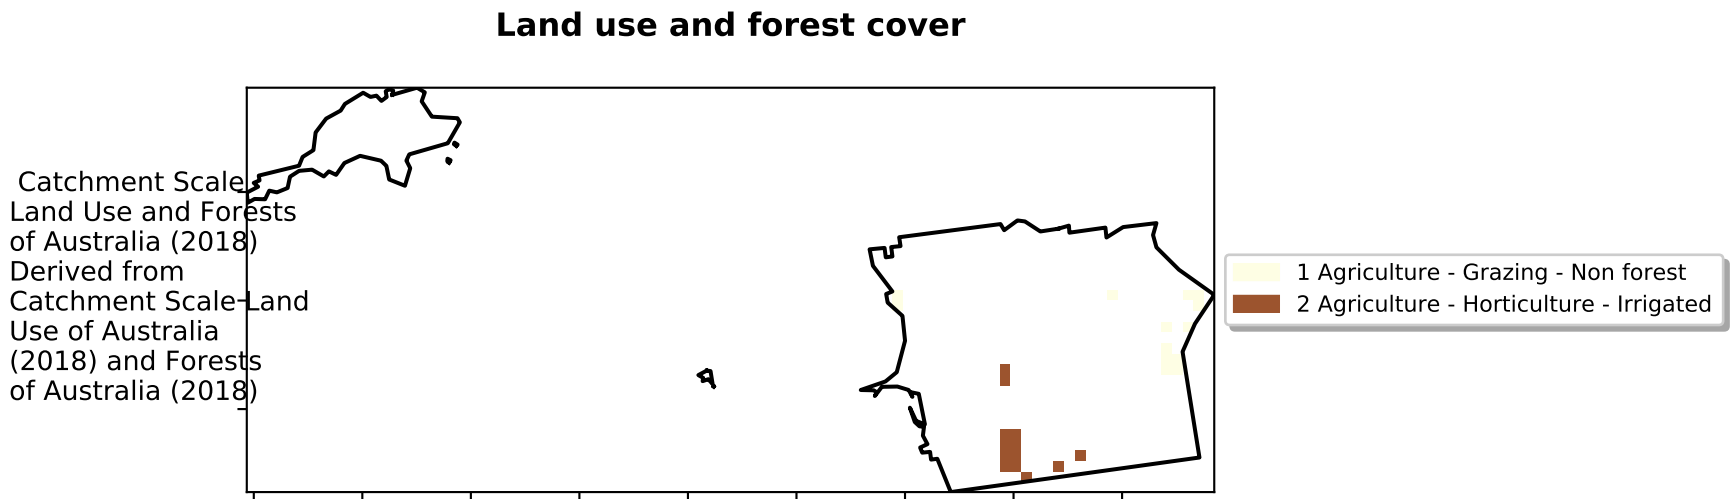 Land use and forest cover
Catchment Scale
Land Use and Forests
of Australia (2018)
Derived from
Catchment Scale Land
Use of Australia
(2018) and Forests
of Australia (2018)
1 Agriculture - Grazing - Non forest
2 Agriculture - Horticulture - Irrigated